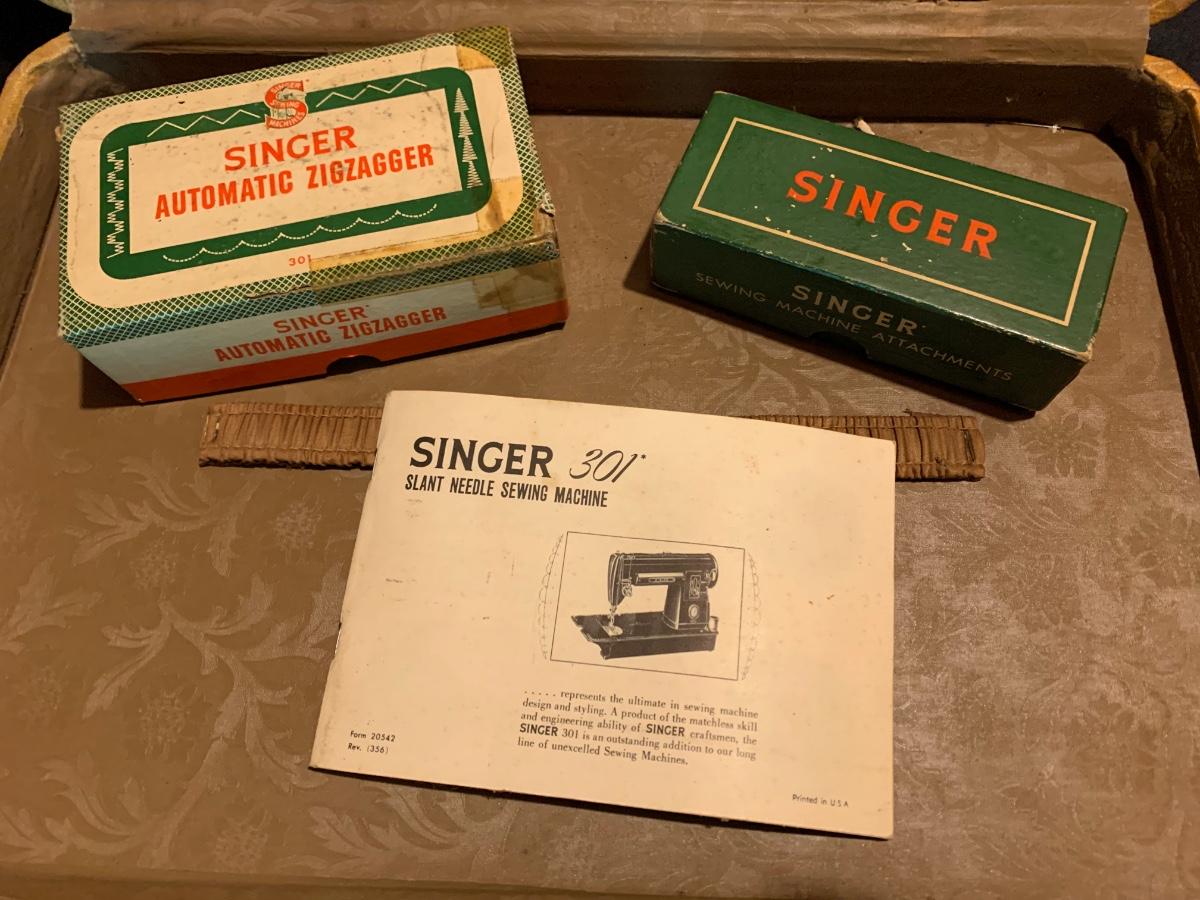 SINGER
SEWING
MACHINES
SINGER
AUTOMATIC ZIGZAGGER
301
SINGER
AUTOMATIC ZIGZAGGER
SINGER
SINGER
SEWING MACHINE ATTACHMENTS
SINGER 301*
SLANT NEEDLE SEWING MACHINE
..... represents the ultimate in sewing machine
design and styling. A product of the matchless skill
and engineering ability of SINGER craftsmen, the
SINGER 301 is an outstanding addition to our long
line of unexcelled Sewing Machines.
Form 20542
Rev. (356)
Printed in U S A